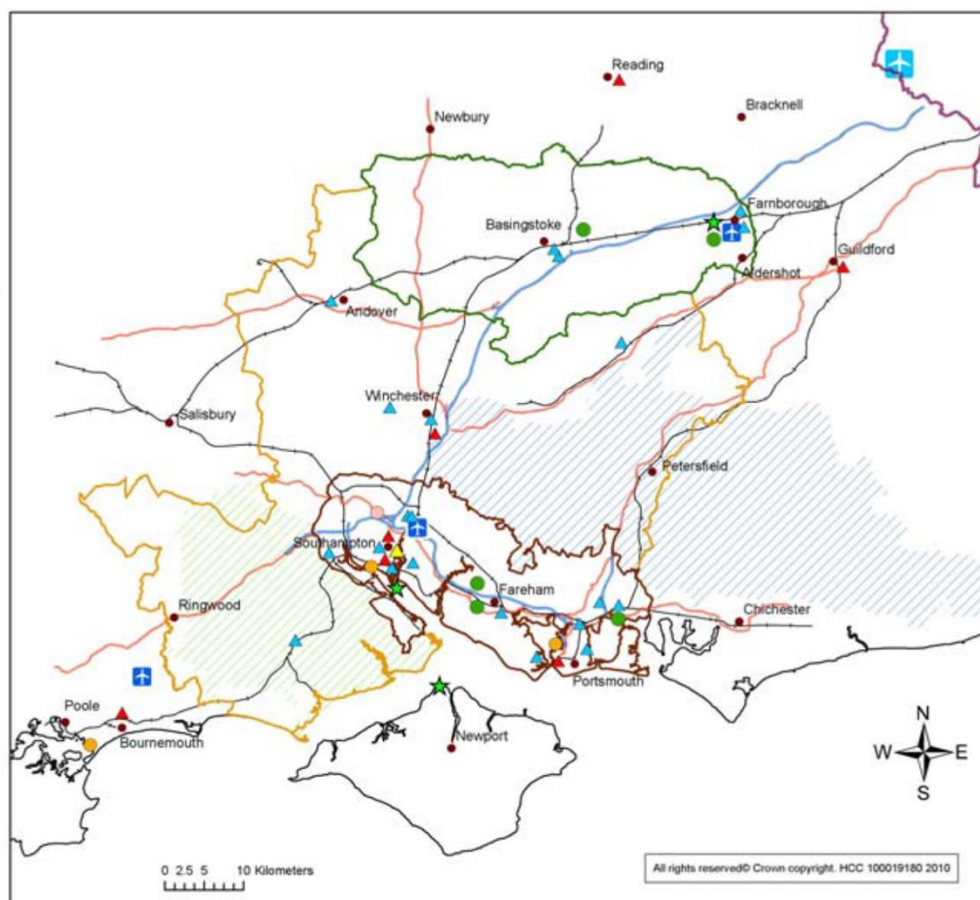 Reading
Bracknell
Newbury
Farnborough
Basingstoke
Guildford
Aldershot
Andover
Winchester
Salisbury
Petersfield
Southampton
Fareham
Ringwood
Chichester
Portsmouth
Poole
Bournemouth
Newport
N
W E
S
0 2.5 5 10 Kilometers
All rights reserved© Crown copyright. HCC 100019180 2010